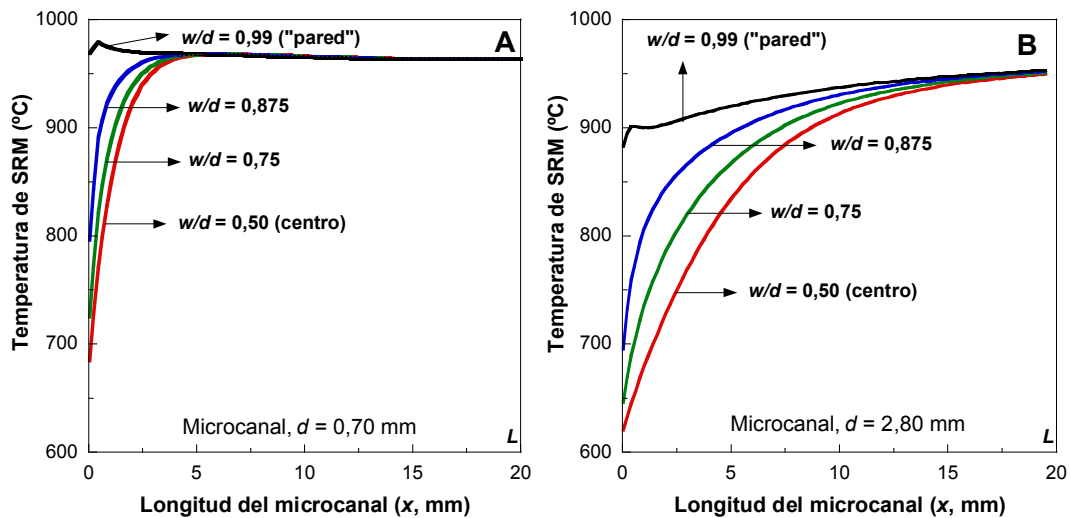 A
Temperatura de SRM (ºC)
1000
900
800
700
600
w/d = 0,99 ("pared")
w/d = 0,875
w/d = 0,75
w/d = 0,50 (centro)
Microcanal, d = 0,70 mm
L
0 5 10 15 20
Longitud del microcanal (x, mm)
B
Temperatura de SRM (ºC)
1000
900
800
700
600
w/d = 0,99 ("pared")
w/d = 0,875
w/d = 0,75
w/d = 0,50 (centro)
Microcanal, d = 2,80 mm
L
0 5 10 15 20
Longitud del microcanal (x, mm)